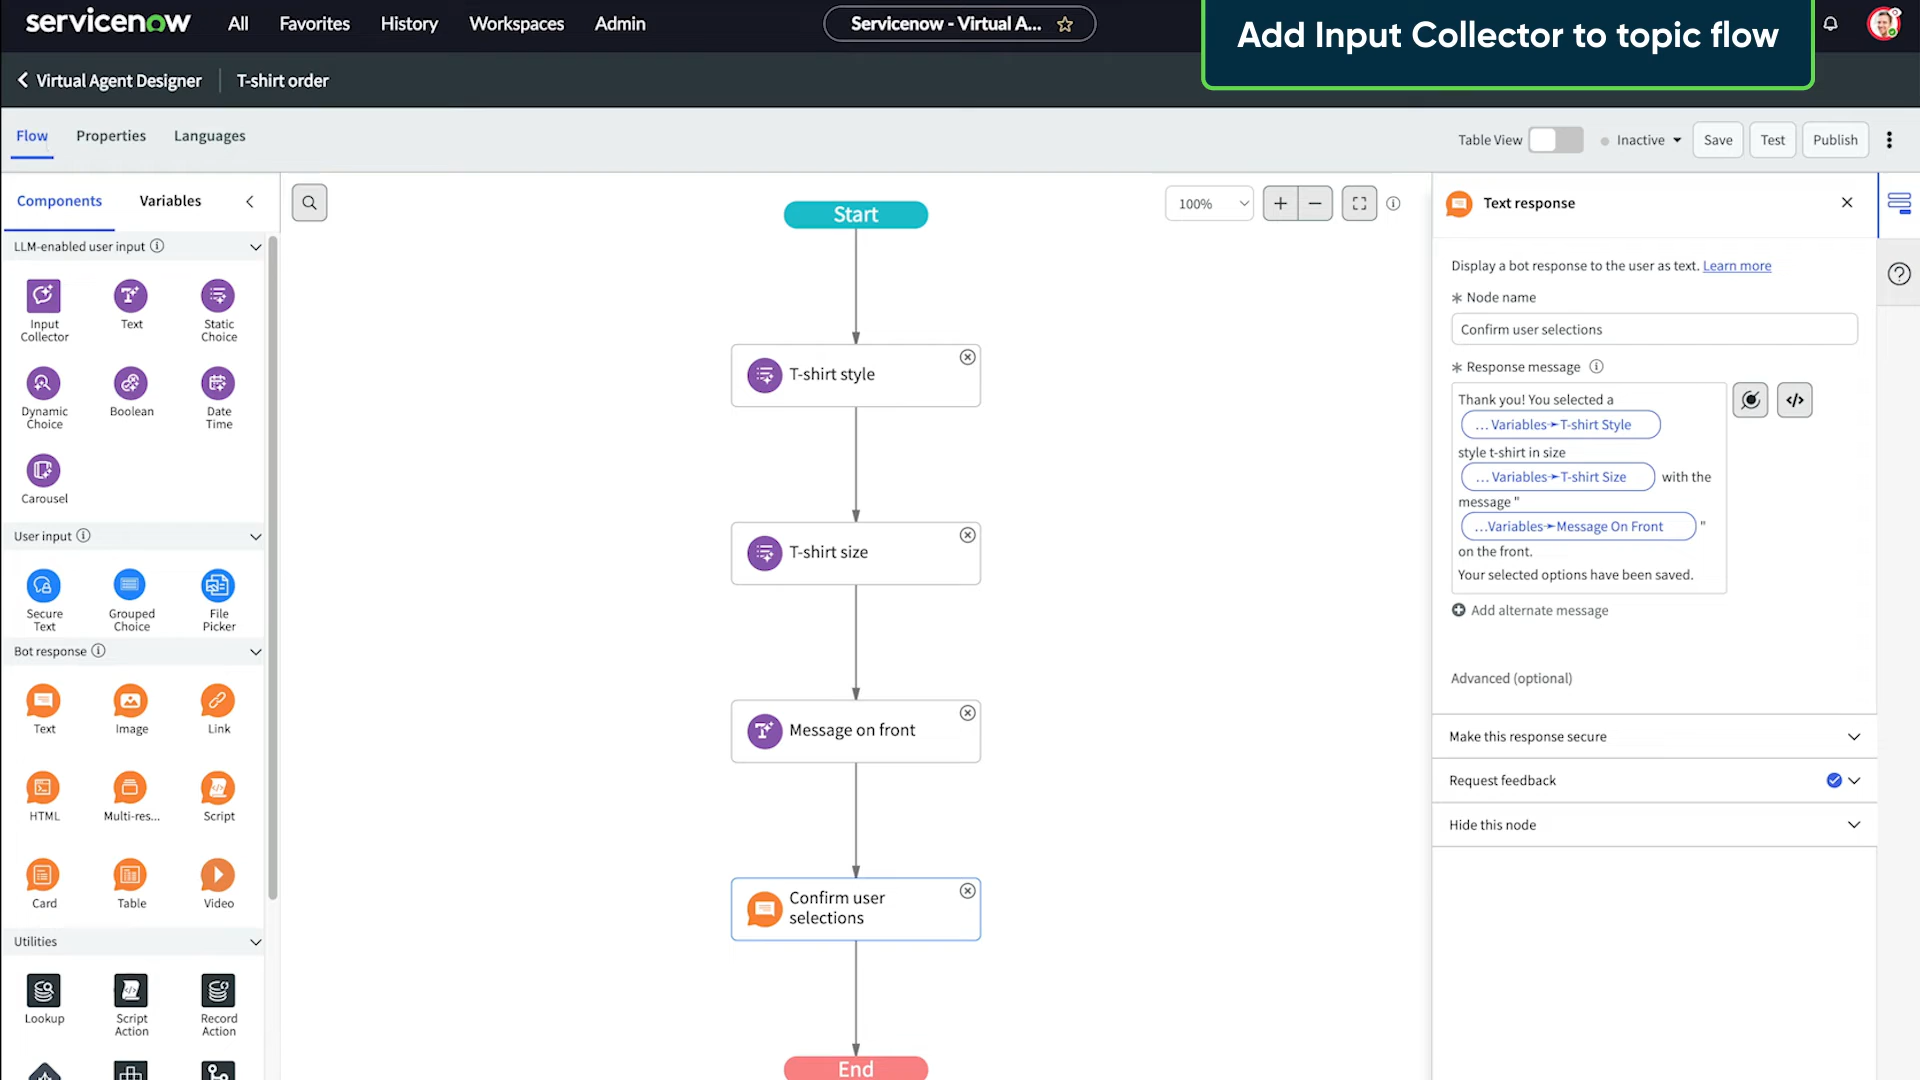 servicenow
All
Favorites
History
Workspaces
Admin
Servicenow - Virtual A...
Add Input Collector to topic flow
Virtual Agent Designer
T-shirt order
Flow
Properties
Languages
Table View
Inactive
Save
Test
Publish
Components
Variables
LLM-enabled user input
Input
Collector
Text
Static
Choice
Dynamic
Choice
Boolean
Date
Time
Carousel
User input
Secure
Text
Grouped
Choice
File
Picker
Bot response
Text
Image
Link
HTML
Multi-res...
Script
Card
Table
Video
Utilities
Lookup
Script
Action
Record
Action
100%
Start
T-shirt style
T-shirt size
Message on front
Confirm user
selections
End
Text response
Display a bot response to the user as text. Learn more
Node name
Confirm user selections
Response message
Thank you! You selected a
... Variables➛T-shirt Style
style t-shirt in size
... Variables➛T-shirt Size with the
message "
...Variables➛Message On Front "
on the front.
Your selected options have been saved.
Add alternate message
Advanced (optional)
Make this response secure
Request feedback
Hide this node